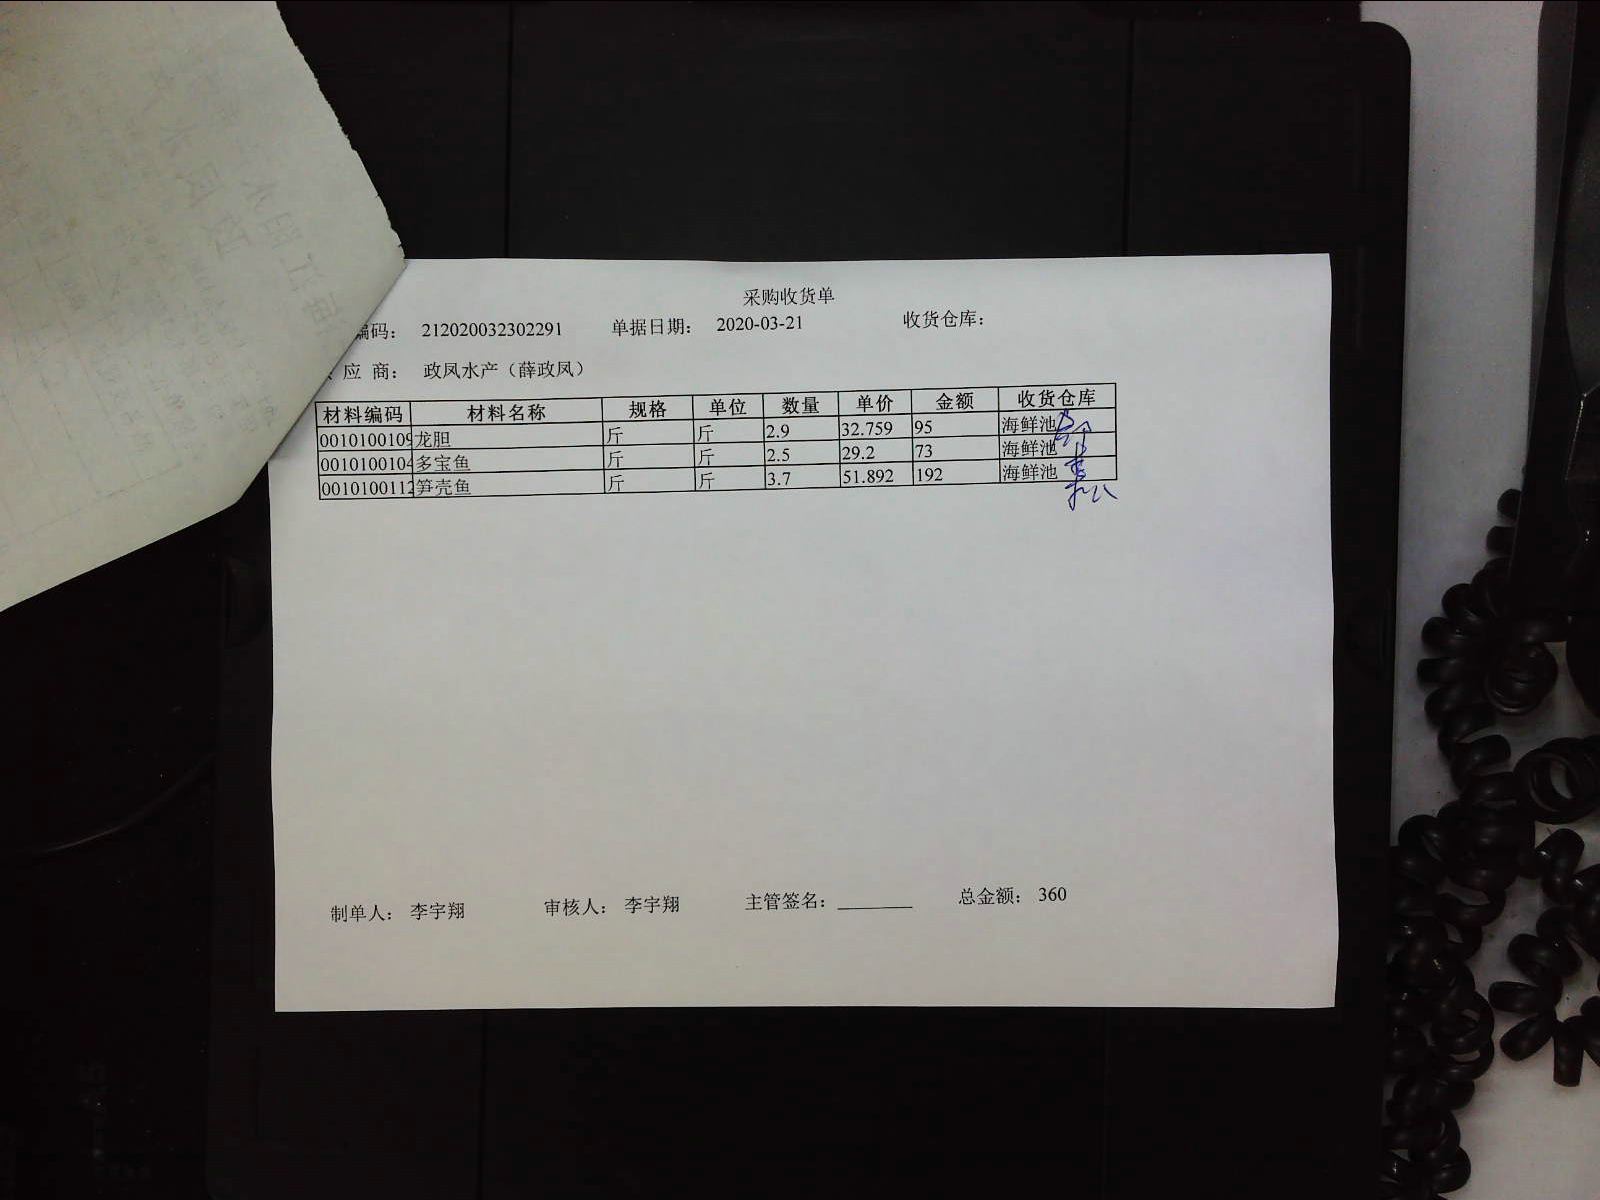 采购收货单
编码： 212020032302291 单据日期： 2020-03-21 收货仓库：
应 商： 政凤水产（薛政凤）
材料编码 材料名称 规格 单位 数量 单价 金额 收货仓库
0010100109 龙胆 斤 斤 2.9 32.759 95 海鲜池
0010100104 多宝鱼 斤 斤 2.5 29.2 73 海鲜池
0010100112 笋壳鱼 斤 斤 3.7 51.892 192 海鲜池
制单人： 李宇翔 审核人： 李宇翔 主管签名：________ 总金额： 360